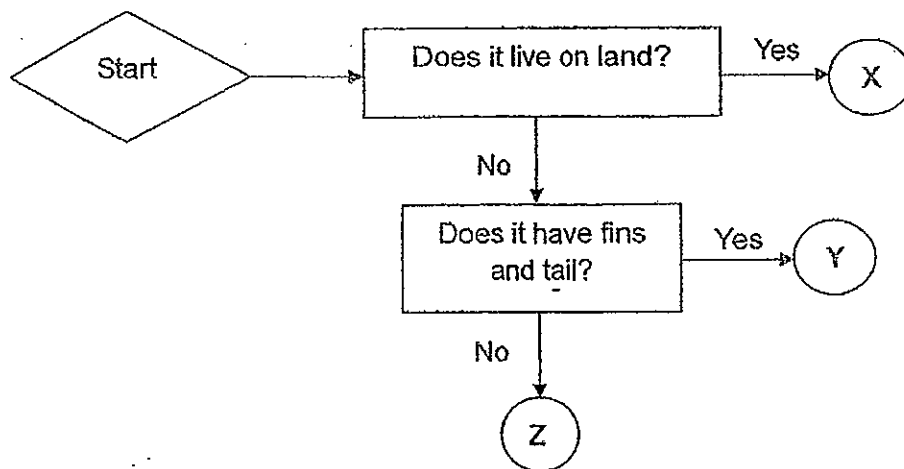 Start
Does it live on land?
Yes
X
No
Does it have fins
and tail?
Yes
Y
No
Z